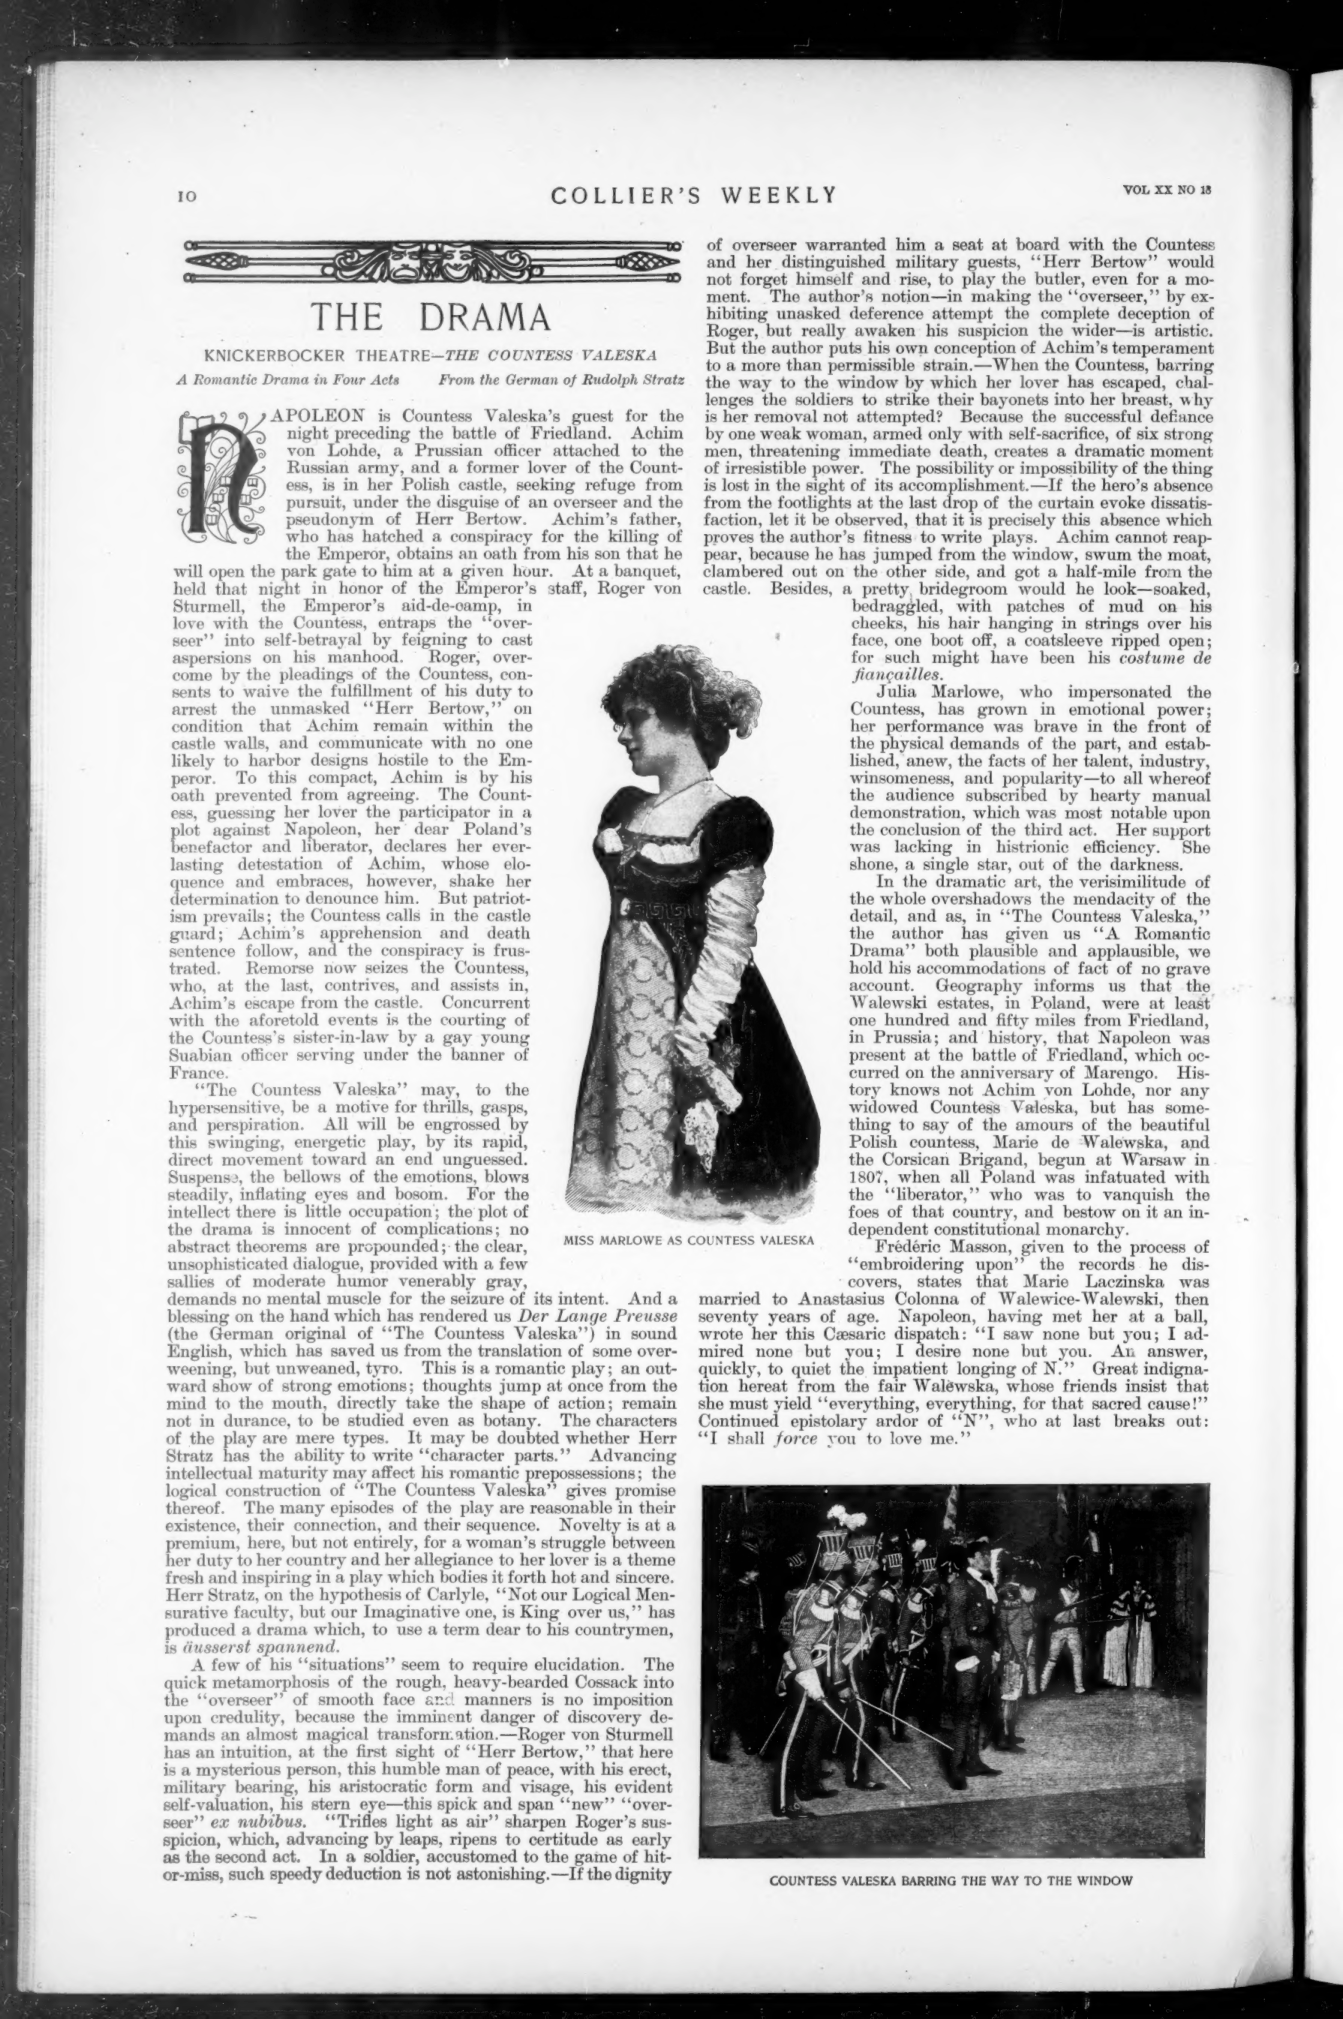 10
COLLIER'S WEEKLY
VOL XX NO 18
THE DRAMA
KNICKERBOCKER THEATRE—THE COUNTESS VALESKA
A Romantic Drama in Four Acts From the German of Rudolph Stratz
NAPOLEON is Countess Valeska's guest for the
night preceding the battle of Friedland. Achim
von Lohde, a Prussian officer attached to the
Russian army, and a former lover of the Count-
ess, is in her Polish castle, seeking refuge from
pursuit, under the disguise of an overseer and the
pseudonym of Herr Bertow. Achim's father,
who has hatched a conspiracy for the killing of
the Emperor, obtains an oath from his son that he
will open the park gate to him at a given hour. At a banquet,
held that night in honor of the Emperor's staff, Roger von
Sturmell, the Emperor's aid-de-camp, in
love with the Countess, entraps the "over-
seer" into self-betrayal by feigning to cast
aspersions on his manhood. Roger, over-
come by the pleadings of the Countess, con-
sents to waive the fulfillment of his duty to
arrest the unmasked "Herr Bertow," on
condition that Achim remain within the
castle walls, and communicate with no one
likely to harbor designs hostile to the Em-
peror. To this compact, Achim is by his
oath prevented from agreeing. The Count-
ess, guessing her lover the participator in a
plot against Napoleon, her dear Poland's
benefactor and liberator, declares her ever-
lasting detestation of Achim, whose elo-
quence and embraces, however, shake her
determination to denounce him. But patriot-
ism prevails; the Countess calls in the castle
guard; Achim's apprehension and death
sentence follow, and the conspiracy is frus-
trated. Remorse now seizes the Countess,
who, at the last, contrives, and assists in,
Achim's escape from the castle. Concurrent
with the aforetold events is the courting of
the Countess's sister-in-law by a gay young
Suabian officer serving under the banner of
France.
"The Countess Valeska" may, to the
hypersensitive, be a motive for thrills, gasps,
and perspiration. All will be engrossed by
this swinging, energetic play, by its rapid,
direct movement toward an end unguessed.
Suspense, the bellows of the emotions, blows
steadily, inflating eyes and bosom. For the
intellect there is little occupation; the plot of
the drama is innocent of complications; no
abstract theorems are propounded; the clear,
unsophisticated dialogue, provided with a few
sallies of moderate humor venerably gray,
demands no mental muscle for the seizure of its intent. And a
blessing on the hand which has rendered us Der Lange Preusse
(the German original of "The Countess Valeska") in sound
English, which has saved us from the translation of some over-
weening, but unweaned, tyro. This is a romantic play; an out-
ward show of strong emotions; thoughts jump at once from the
mind to the mouth, directly take the shape of action; remain
not in durance, to be studied even as botany. The characters
of the play are mere types. It may be doubted whether Herr
Stratz has the ability to write "character parts." Advancing
intellectual maturity may affect his romantic prepossessions; the
logical construction of "The Countess Valeska" gives promise
thereof. The many episodes of the play are reasonable in their
existence, their connection, and their sequence. Novelty is at a
premium, here, but not entirely, for a woman's struggle between
her duty to her country and her allegiance to her lover is a theme
fresh and inspiring in a play which bodies it forth hot and sincere.
Herr Stratz, on the hypothesis of Carlyle, "Not our Logical Men-
surative faculty, but our Imaginative one, is King over us," has
produced a drama which, to use a term dear to his countrymen,
is äusserst spannend.
A few of his "situations" seem to require elucidation. The
quick metamorphosis of the rough, heavy-bearded Cossack into
the "overseer" of smooth face and manners is no imposition
upon credulity, because the imminent danger of discovery de-
mands an almost magical transformation.—Roger von Sturmell
has an intuition, at the first sight of "Herr Bertow," that here
is a mysterious person, this humble man of peace, with his erect,
military bearing, his aristocratic form and visage, his evident
self-valuation, his stern eye—this spick and span "new" "over-
seer" ex nubibus. "Trifles light as air" sharpen Roger's sus-
spicion, which, advancing by leaps, ripens to certitude as early
as the second act. In a soldier, accustomed to the game of hit-
or-miss, such speedy deduction is not astonishing.—If the dignity
of overseer warranted him a seat at board with the Countess
and her distinguished military guests, "Herr Bertow" would
not forget himself and rise, to play the butler, even for a mo-
ment. The author's notion—in making the "overseer," by ex-
hibiting unasked deference attempt the complete deception of
Roger, but really awaken his suspicion the wider—is artistic.
But the author puts his own conception of Achim's temperament
to a more than permissible strain.—When the Countess, barring
the way to the window by which her lover has escaped, chal-
lenges the soldiers to strike their bayonets into her breast, why
is her removal not attempted? Because the successful defiance
by one weak woman, armed only with self-sacrifice, of six strong
men, threatening immediate death, creates a dramatic moment
of irresistible power. The possibility or impossibility of the thing
is lost in the sight of its accomplishment.—If the hero's absence
from the footlights at the last drop of the curtain evoke dissatis-
faction, let it be observed, that it is precisely this absence which
proves the author's fitness to write plays. Achim cannot reap-
pear, because he has jumped from the window, swum the moat,
clambered out on the other side, and got a half-mile from the
castle. Besides, a pretty bridegroom would he look—soaked,
bedraggled, with patches of mud on his
cheeks, his hair hanging in strings over his
face, one boot off, a coatsleeve ripped open;
for such might have been his costume de
fiançailles.
Julia Marlowe, who impersonated the
Countess, has grown in emotional power;
her performance was brave in the front of
the physical demands of the part, and estab-
lished, anew, the facts of her talent, industry,
winsomeness, and popularity—to all whereof
the audience subscribed by hearty manual
demonstration, which was most notable upon
the conclusion of the third act. Her support
was lacking in histrionic efficiency. She
shone, a single star, out of the darkness.
In the dramatic art, the verisimilitude of
the whole overshadows the mendacity of the
detail, and as, in "The Countess Valeska,"
the author has given us "A Romantic
Drama" both plausible and applausible, we
hold his accommodations of fact of no grave
account. Geography informs us that the
Walewski estates, in Poland, were at least
one hundred and fifty miles from Friedland,
in Prussia; and history, that Napoleon was
present at the battle of Friedland, which oc-
curred on the anniversary of Marengo. His-
tory knows not Achim von Lohde, nor any
widowed Countess Valeska, but has some-
thing to say of the amours of the beautiful
Polish countess, Marie de Walewska, and
the Corsican Brigand, begun at Warsaw in
1807, when all Poland was infatuated with
the "liberator," who was to vanquish the
foes of that country, and bestow on it an in-
dependent constitutional monarchy.
Frédéric Masson, given to the process of
"embroidering upon" the records he dis-
covers, states that Marie Laczinska was
married to Anastasius Colonna of Walewice-Walewski, then
seventy years of age. Napoleon, having met her at a ball,
wrote her this Cæsaric dispatch: "I saw none but you; I ad-
mired none but you; I desire none but you. An answer,
quickly, to quiet the impatient longing of N." Great indigna-
tion hereat from the fair Walewska, whose friends insist that
she must yield "everything, everything, for that sacred cause!"
Continued epistolary ardor of "N", who at last breaks out:
"I shall force you to love me."
MISS MARLOWE AS COUNTESS VALESKA
COUNTESS VALESKA BARRING THE WAY TO THE WINDOW